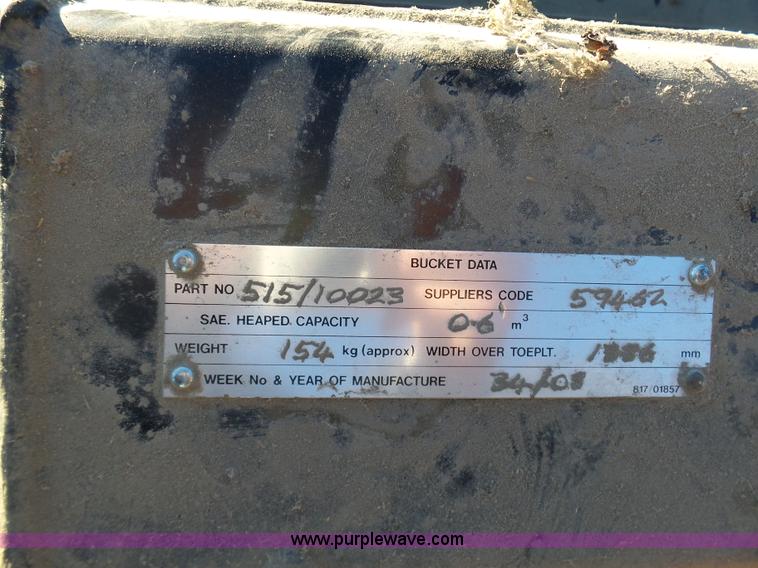 BUCKET DATA
PART NO 515/10023 SUPPLIERS CODE 59462
SAE. HEAPED CAPACITY 0.6 m³
WEIGHT 154 kg (approx) WIDTH OVER TOEPLT. mm
WEEK No & YEAR OF MANUFACTURE 34/08
817/01857
www.purplewave.com